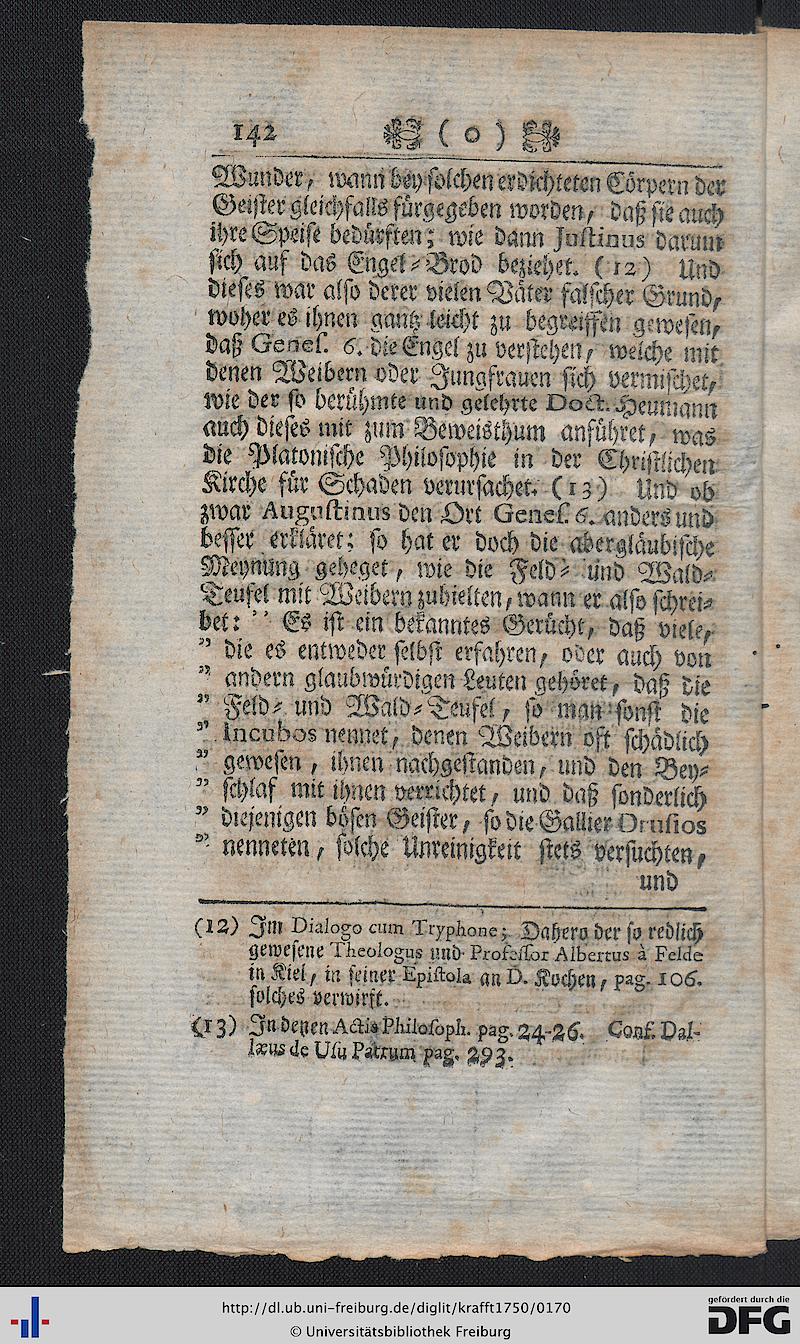 142 ( o )
Wunder, wann bey solchen erdichteten Cörpern der
Geister gleichfalls fürgegeben worden, daß sie auch
ihre Speise bedürften; wie dann Justinus darum
sich auf das Engel-Brod beziehet. (12) Und
dieses war also derer vielen Väter falscher Grund,
woher es ihnen gantz leicht zu begreiffen gewesen,
daß Genes. 6. die Engel zu verstehen, welche mit
denen Weibern oder Jungfrauen sich vermischet,
wie der so berühmte und gelehrte Doct. Heumann
auch dieses mit zum Beweisthum anführet, was
die Platonische Philosophie in der Christlichen
Kirche für Schaden verursachet. (13) Und ob
zwar Augustinus den Ort Genes. 6. anders und
besser erkläret; so hat er doch die abergläubische
Meynung geheget, wie die Feld- und Wald-
Teufel mit Weibern zuhielten, wann er also schrei-
bet: ” Es ist ein bekanntes Gerücht, daß viele,
” die es entweder selbst erfahren, oder auch von
” andern glaubwürdigen Leuten gehöret, daß die
” Feld- und Wald-Teufel, so man sonst die
” Incubos nennet, denen Weibern oft schädlich
” gewesen, ihnen nachgestanden, und den Bey-
” schlaf mit ihnen verrichtet, und daß sonderlich
” diejenigen bösen Geister, so die Gallier Drusios
” nenneten, solche Unreinigkeit stets versuchten,
und
(12) Im Dialogo cum Tryphone; Dahero der so redlich
gewesene Theologus und Professor Albertus à Felde
in Kiel, in seiner Epistola an D. Kochen, pag. 106.
solches verwirft.
(13) In denen Actis Philosoph. pag. 24-26. Conf. Dal-
læus de Usu Patrum pag. 293.
http://dl.ub.uni-freiburg.de/diglit/krafft1750/0170
© Universitätsbibliothek Freiburg
gefördert durch die
DFG